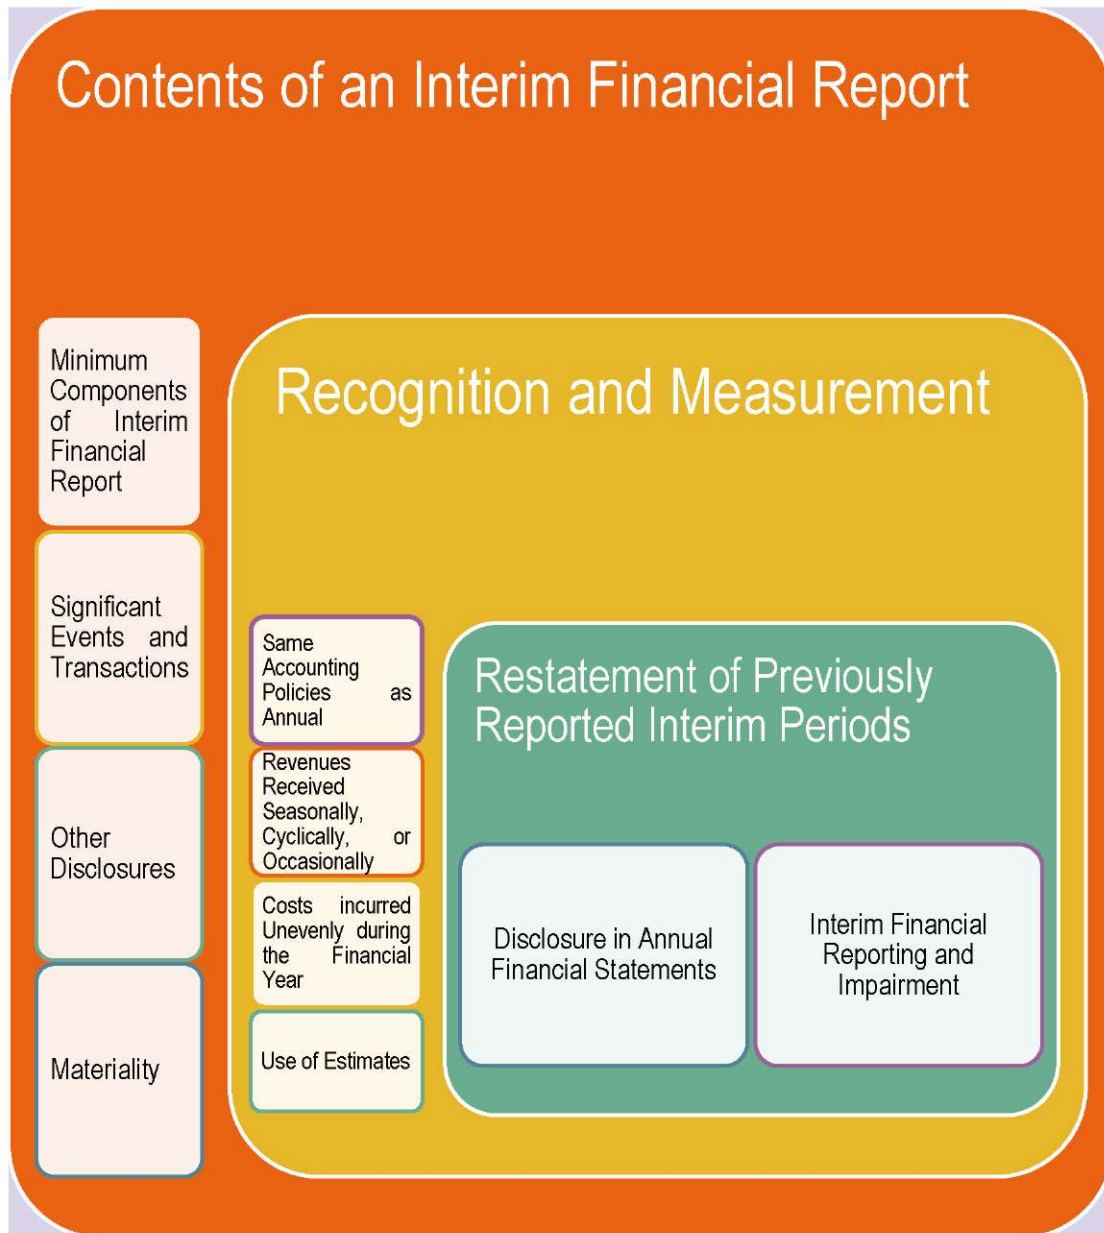 Contents of an Interim Financial Report
Minimum
Components
of Interim
Financial
Report
Significant
Events and
Transactions
Other
Disclosures
Materiality
Recognition and Measurement
Same
Accounting
Policies as
Annual
Revenues
Received
Seasonally,
Cyclically, or
Occasionally
Costs incurred
Unevenly during
the Financial
Year
Use of Estimates
Restatement of Previously
Reported Interim Periods
Disclosure in Annual
Financial Statements
Interim Financial
Reporting and
Impairment